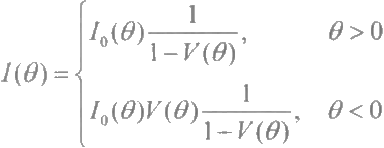 I(θ) = { I₀(θ) 1/(1−V(θ)), θ > 0
I₀(θ)V(θ) 1/(1−V(θ)), θ < 0